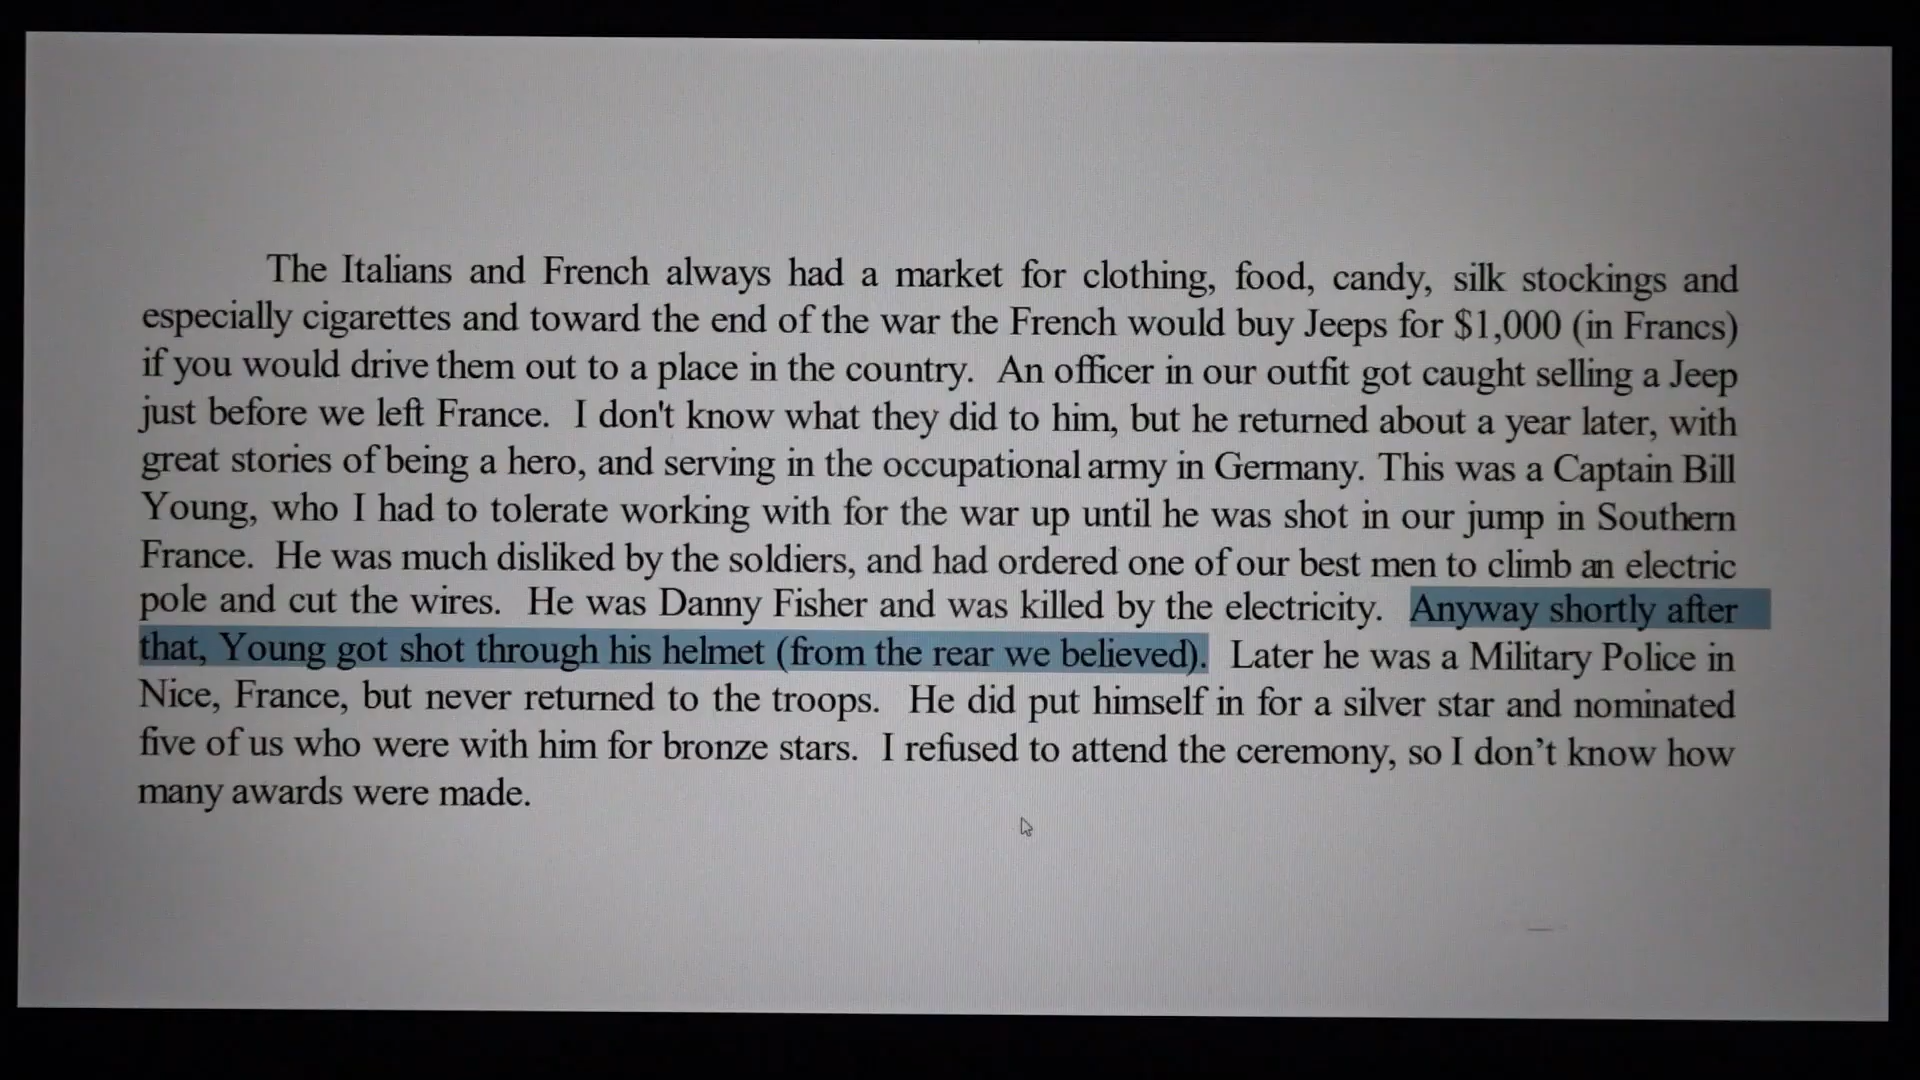 The Italians and French always had a market for clothing, food, candy, silk stockings and
especially cigarettes and toward the end of the war the French would buy Jeeps for $1,000 (in Francs)
if you would drive them out to a place in the country.  An officer in our outfit got caught selling a Jeep
just before we left France.  I don't know what they did to him, but he returned about a year later, with
great stories of being a hero, and serving in the occupational army in Germany. This was a Captain Bill
Young, who I had to tolerate working with for the war up until he was shot in our jump in Southern
France.  He was much disliked by the soldiers, and had ordered one of our best men to climb an electric
pole and cut the wires.  He was Danny Fisher and was killed by the electricity.  Anyway shortly after
that, Young got shot through his helmet (from the rear we believed).  Later he was a Military Police in
Nice, France, but never returned to the troops.  He did put himself in for a silver star and nominated
five of us who were with him for bronze stars.  I refused to attend the ceremony, so I don’t know how
many awards were made.